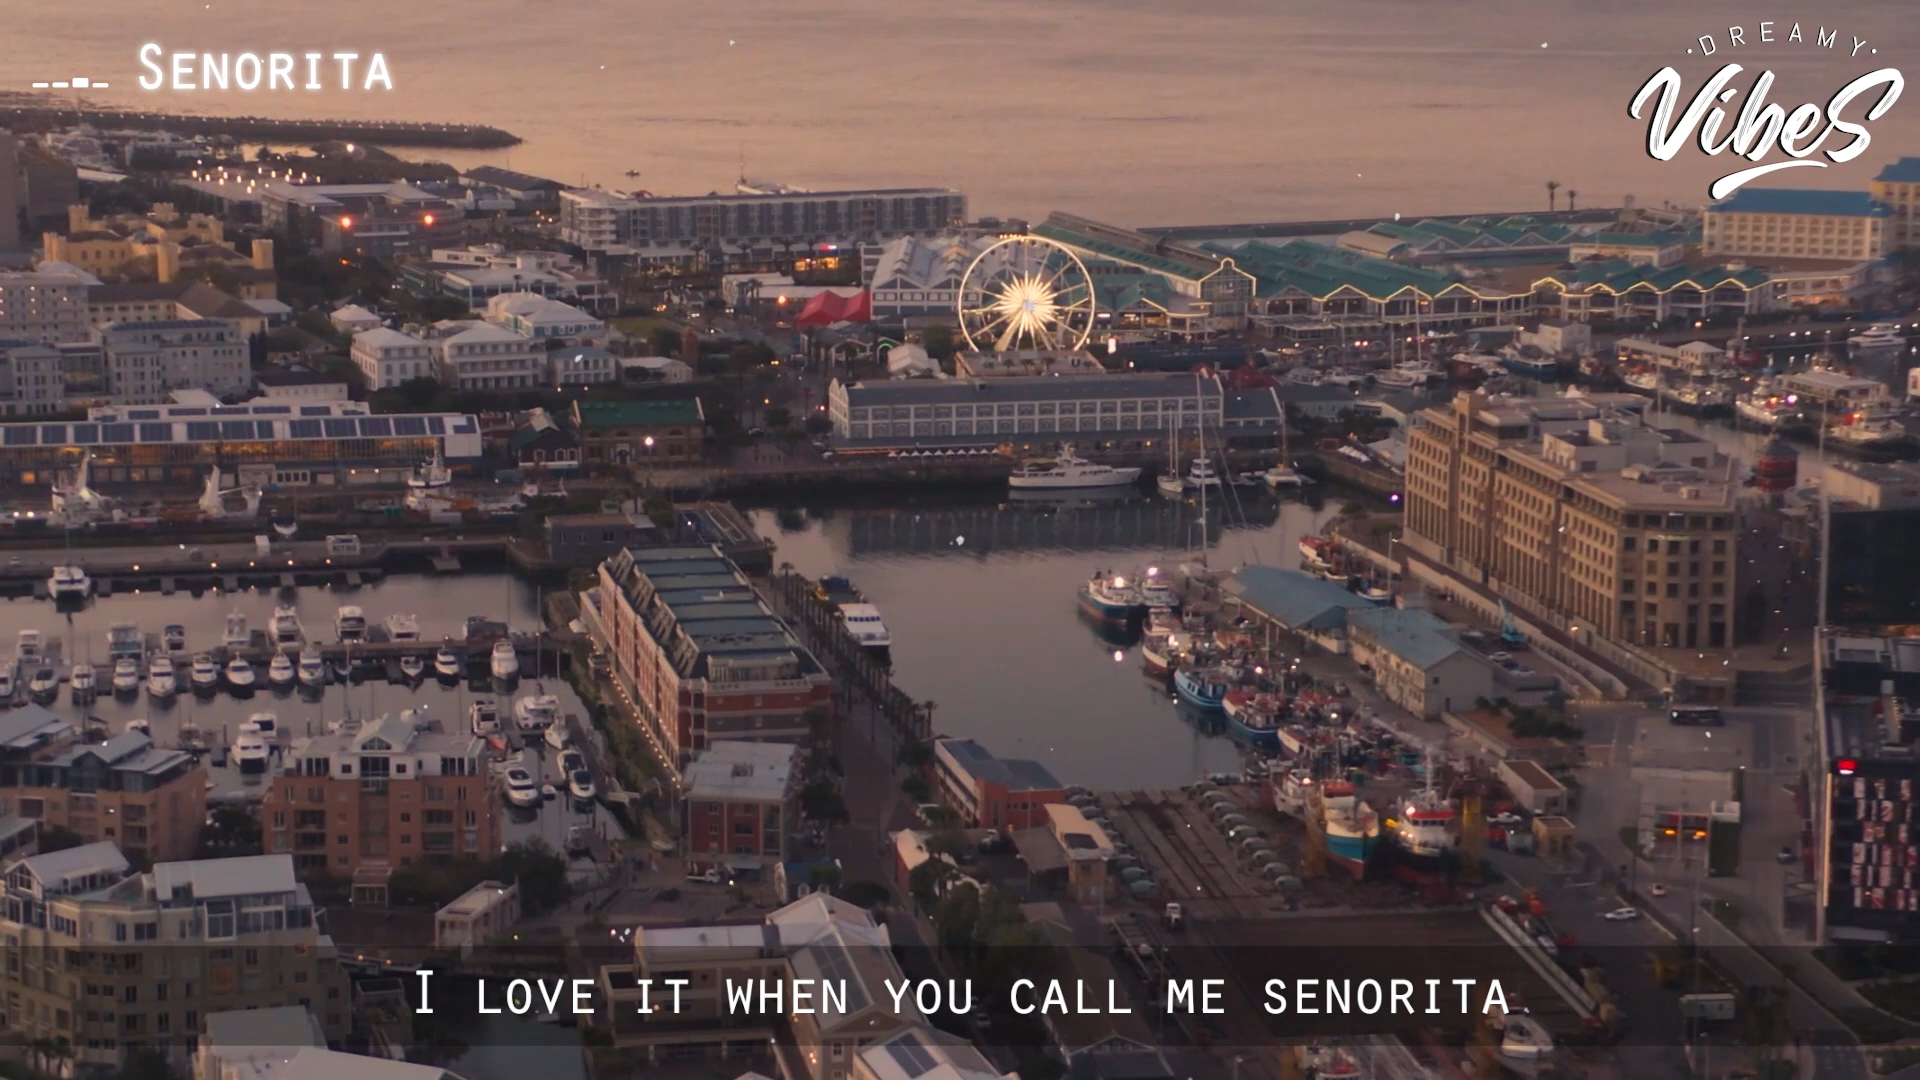 SENORITA
·DREAMY·
Vibes
I LOVE IT WHEN YOU CALL ME SENORITA